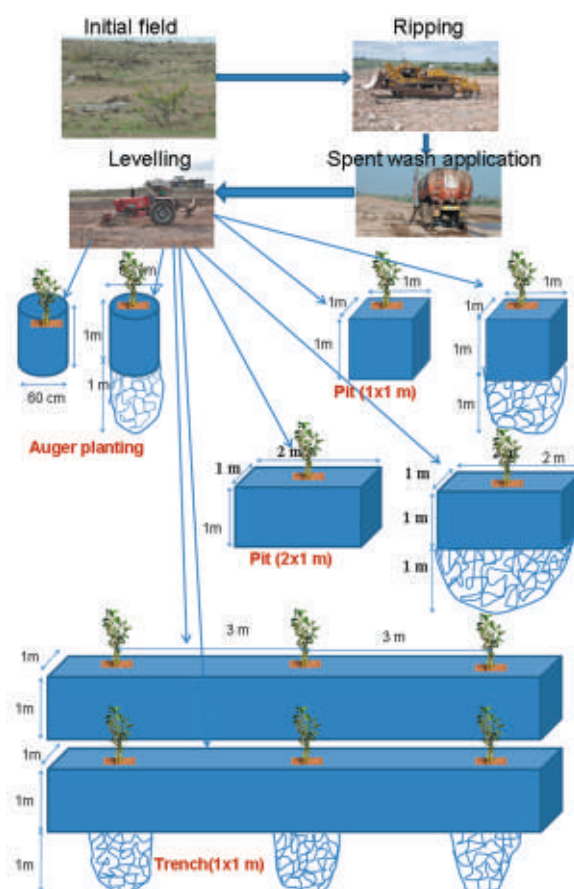 Initial field
Ripping
Levelling
Spent wash application
1m
1m
1m
1m
1m
1m
1m
1m
1 m
60 cm
1m
Pit (1x1 m)
Auger planting
2 m
1 m
1m
Pit (2x1 m)
2 m
1 m
1 m
1 m
3 m
3 m
1m
1m
1m
1m
1m
Trench(1x1 m)